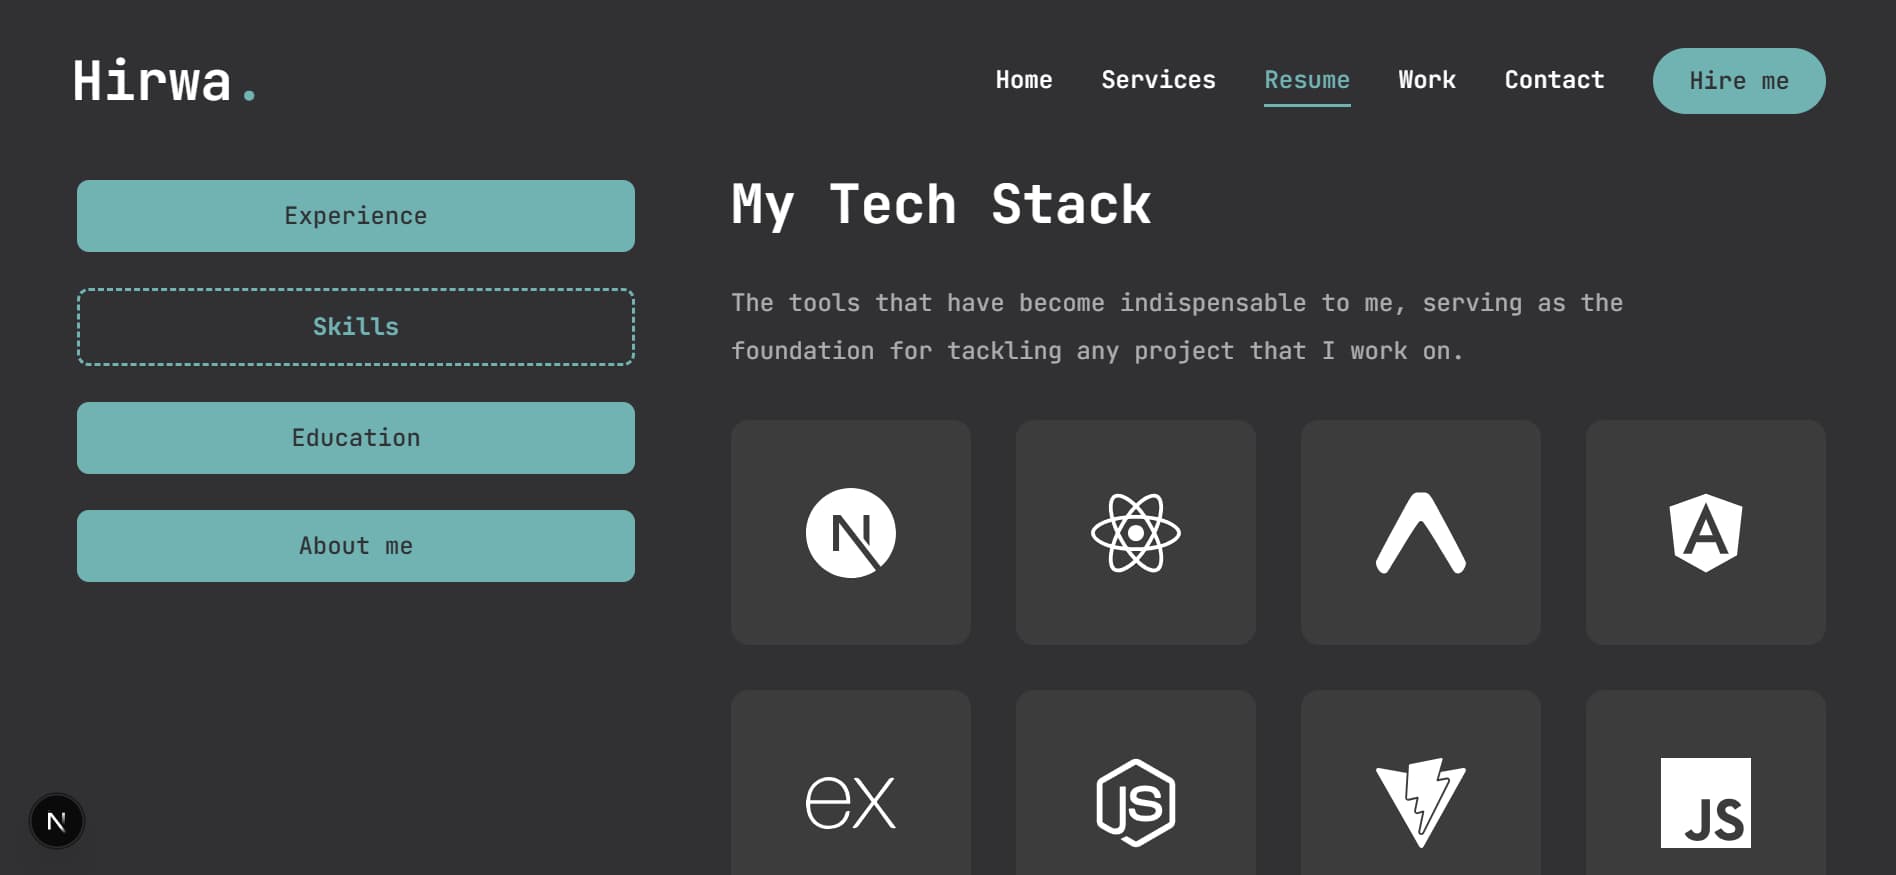 Hirwa.
Home
Services
Resume
Work
Contact
Hire me
Experience
Skills
Education
About me
My Tech Stack
The tools that have become indispensable to me, serving as the
foundation for tackling any project that I work on.
N
A
ex
JS
JS
N